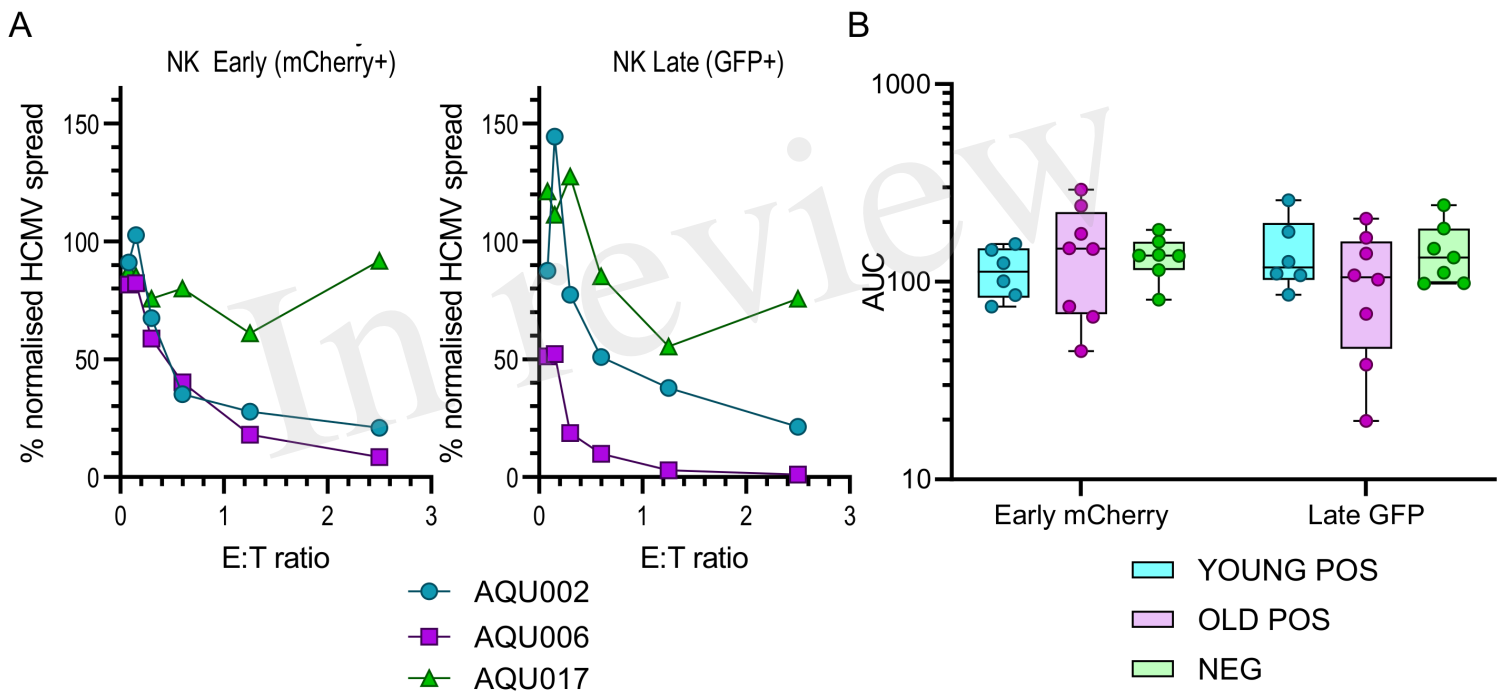 A
NK Early (mCherry+)
% normalised HCMV spread
150
100
50
0
0 1 2 3
E:T ratio
NK Late (GFP+)
% normalised HCMV spread
150
100
50
0
0 1 2 3
E:T ratio
AQU002
AQU006
AQU017
B
AUC
1000
100
10
Early mCherry
Late GFP
YOUNG POS
OLD POS
NEG
In review